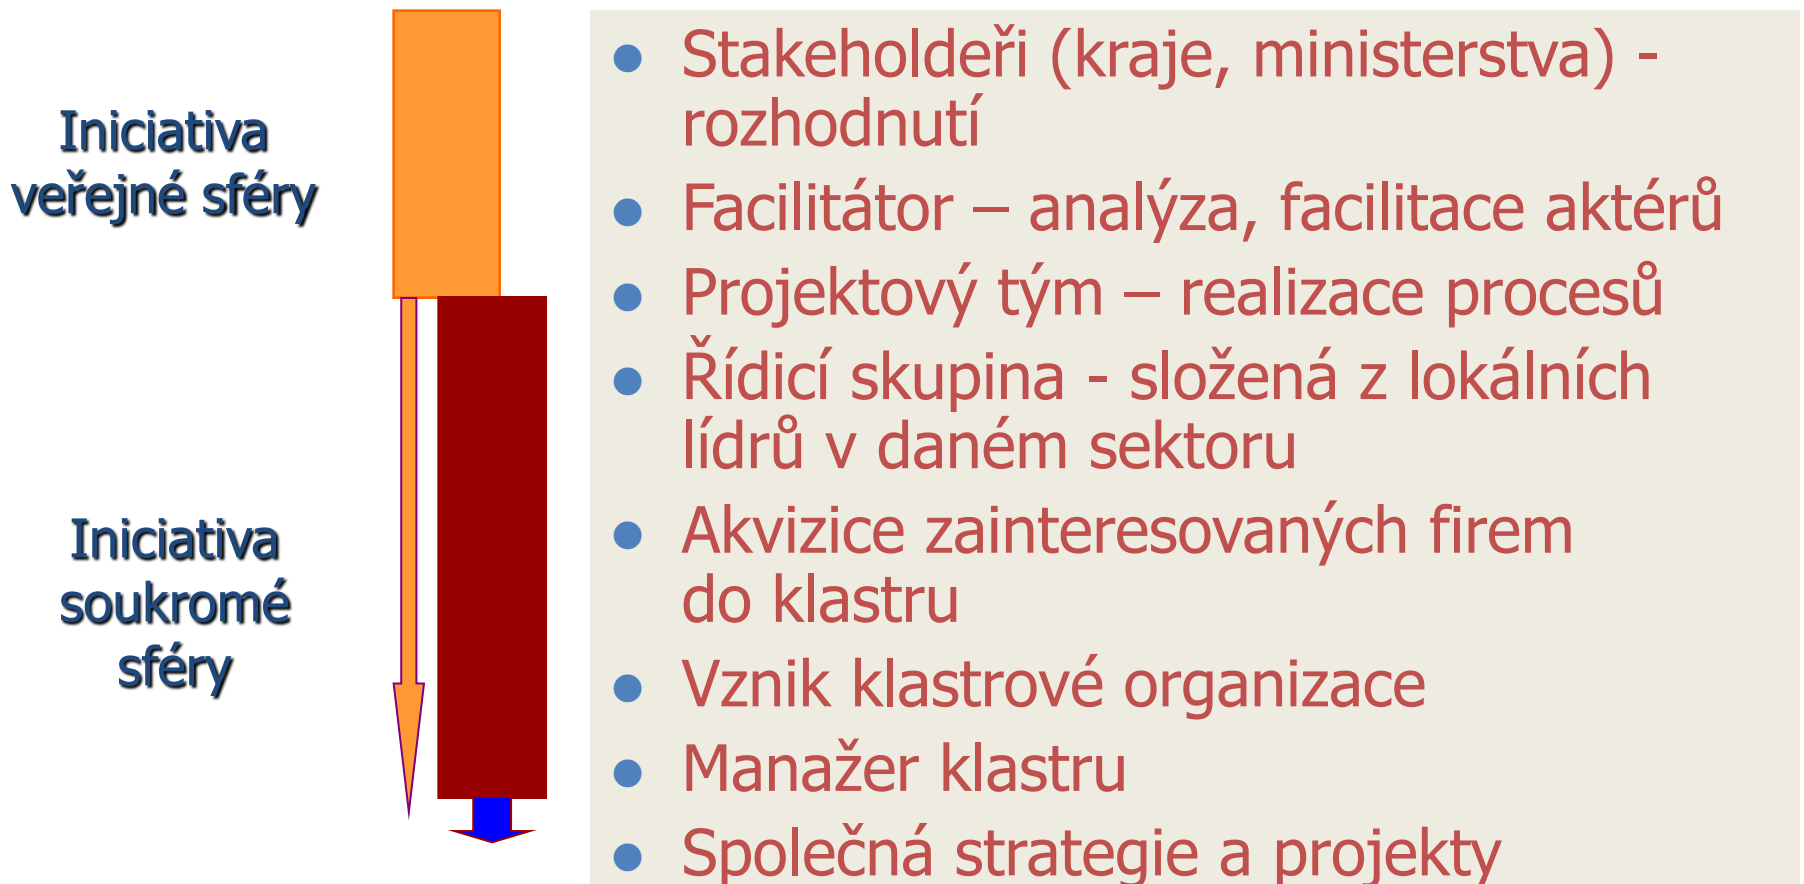 Iniciativa
veřejné sféry
Iniciativa
soukromé
sféry
Stakeholdeři (kraje, ministerstva) -
rozhodnutí
Facilitátor – analýza, facilitace aktérů
Projektový tým – realizace procesů
Řídicí skupina - složená z lokálních
lídrů v daném sektoru
Akvizice zainteresovaných firem
do klastru
Vznik klastrové organizace
Manažer klastru
Společná strategie a projekty